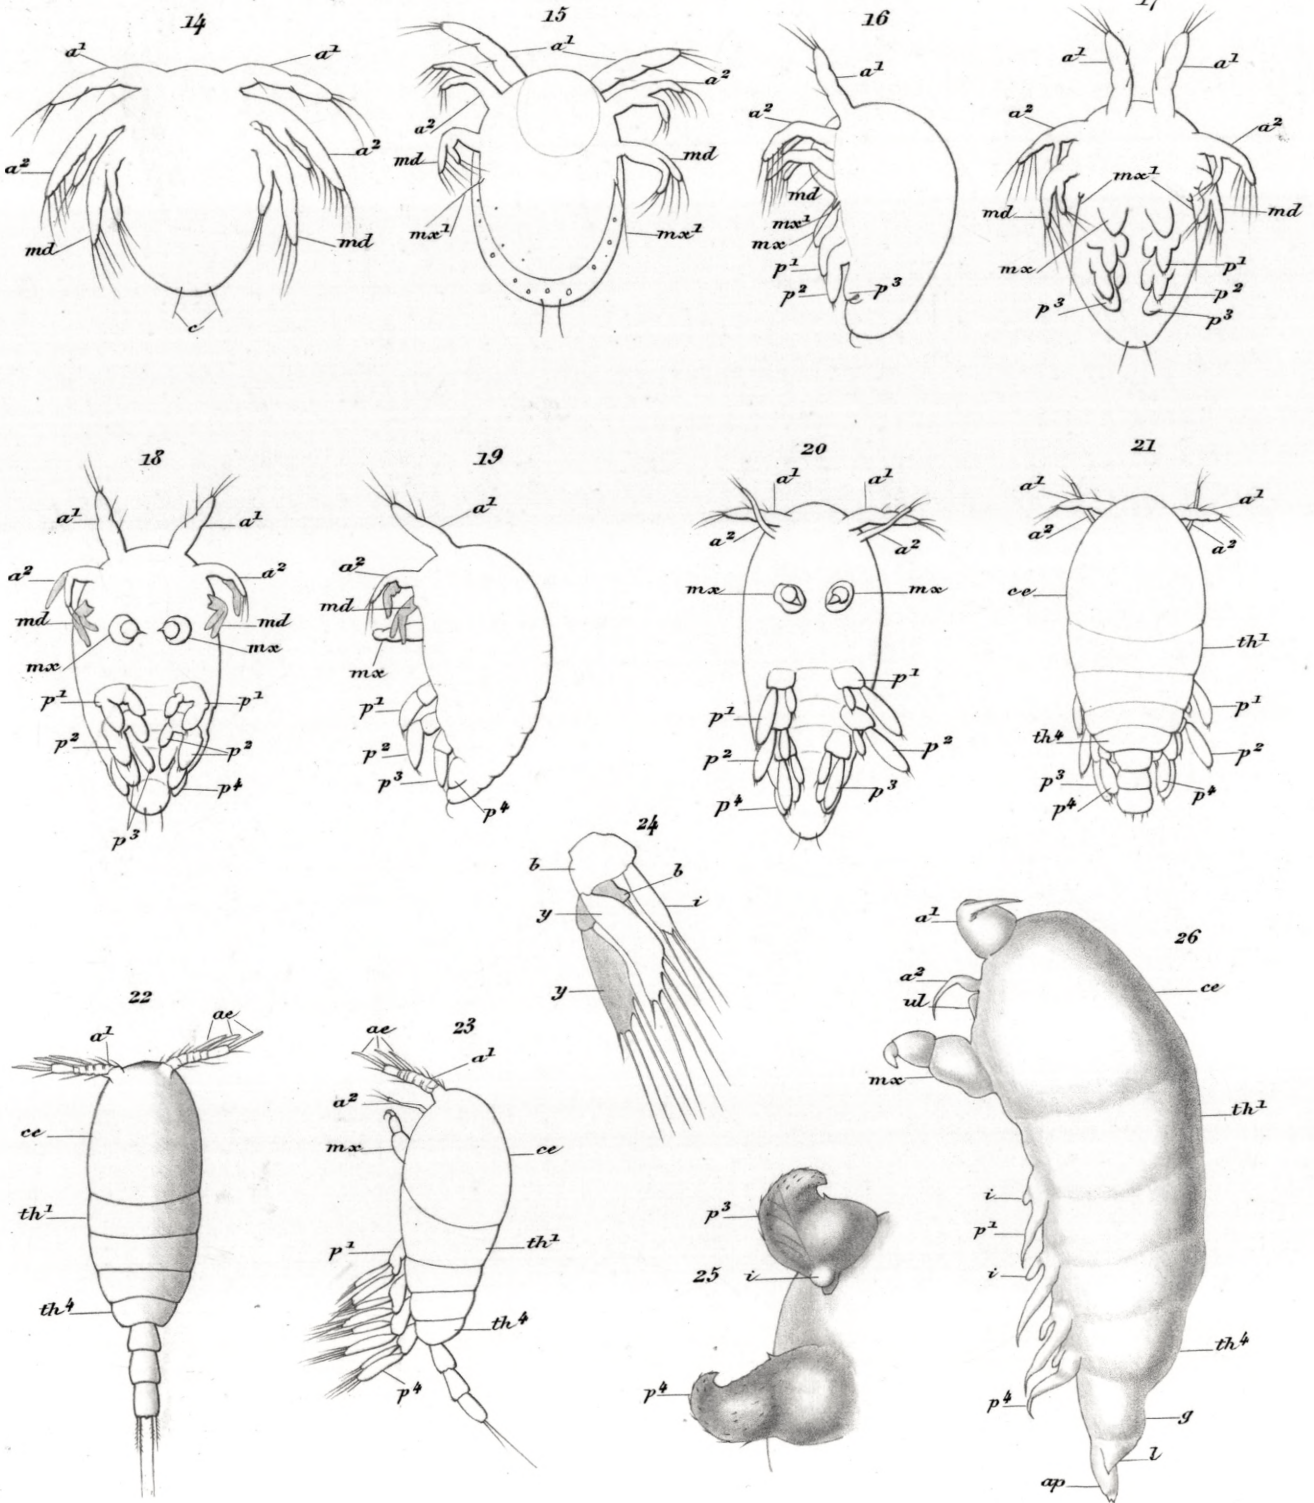 14
a¹ a¹
a² a²
md md
c
15
a¹
a² a²
md md
mx¹ mx¹
16
a¹
a²
md
mx¹
mx
p¹
p² p³
17
a¹ a¹
a² a²
mx¹
md md
mx p¹
p²
p³ p³
18
a¹ a¹
a² a²
md md
mx mx
p¹ p¹
p² p²
p⁴
p³
19
a¹
a²
md
mx
p¹
p²
p³
p⁴
20
a¹ a¹
a² a²
mx mx
p¹
p¹
p² p²
p⁴ p³
21
a¹ a¹
a² a²
ce
th¹
p¹
th⁴
p²
p³
p⁴ p⁴
22
a¹ ae
ce
th¹
th⁴
23
ae
a¹
a²
mx ce
p¹ th¹
th⁴
p⁴
24
b b
y i
y
25
p³
i
p⁴
26
a¹
a² ce
ul
mx
th¹
i
p¹
i
th⁴
p⁴
g
l
ap